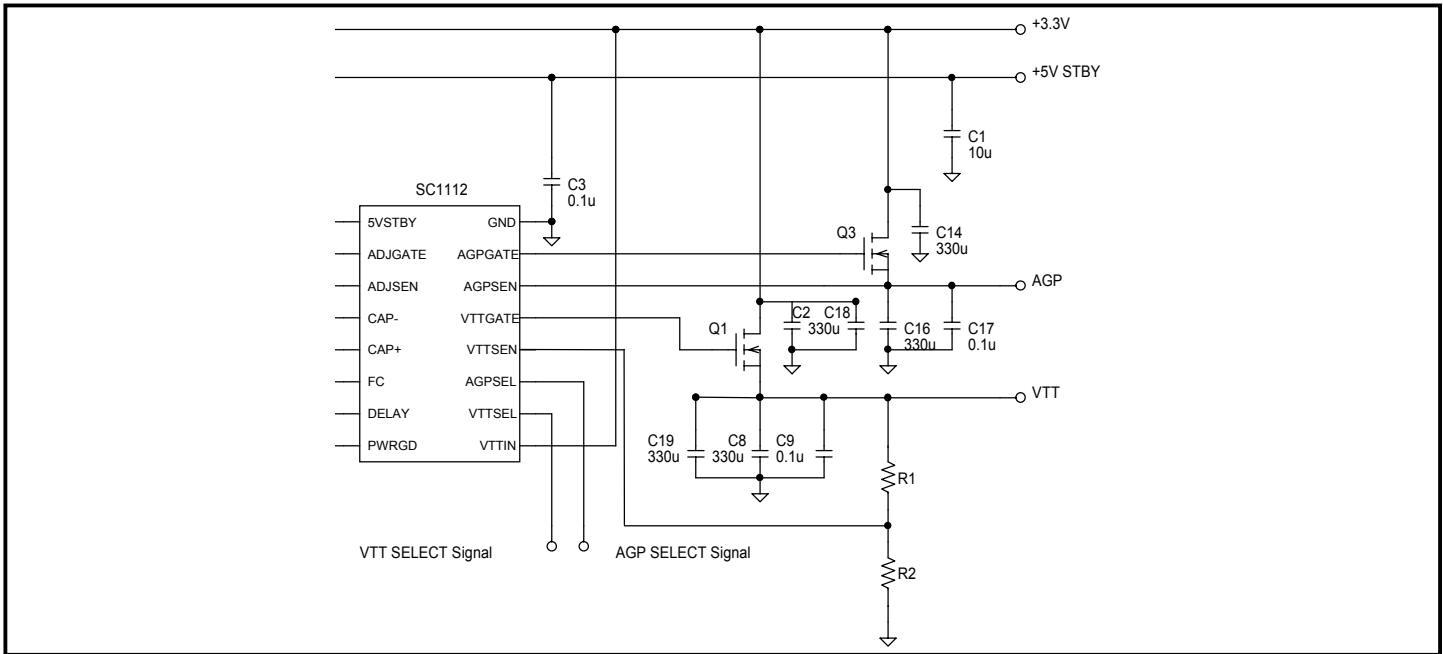 +3.3V
+5V STBY
C1
10u
SC1112
C3
0.1u
5VSTBY
GND
ADJGATE
AGPGATE
ADJSEN
AGPSEN
CAP-
VTTGATE
CAP+
VTTSEN
FC
AGPSEL
DELAY
VTTSEL
PWRGD
VTTIN
Q3
C14
330u
AGP
Q1
C2
330u
C18
C16
330u
C17
0.1u
VTT
C19
330u
C8
330u
C9
0.1u
R1
R2
VTT SELECT Signal
AGP SELECT Signal